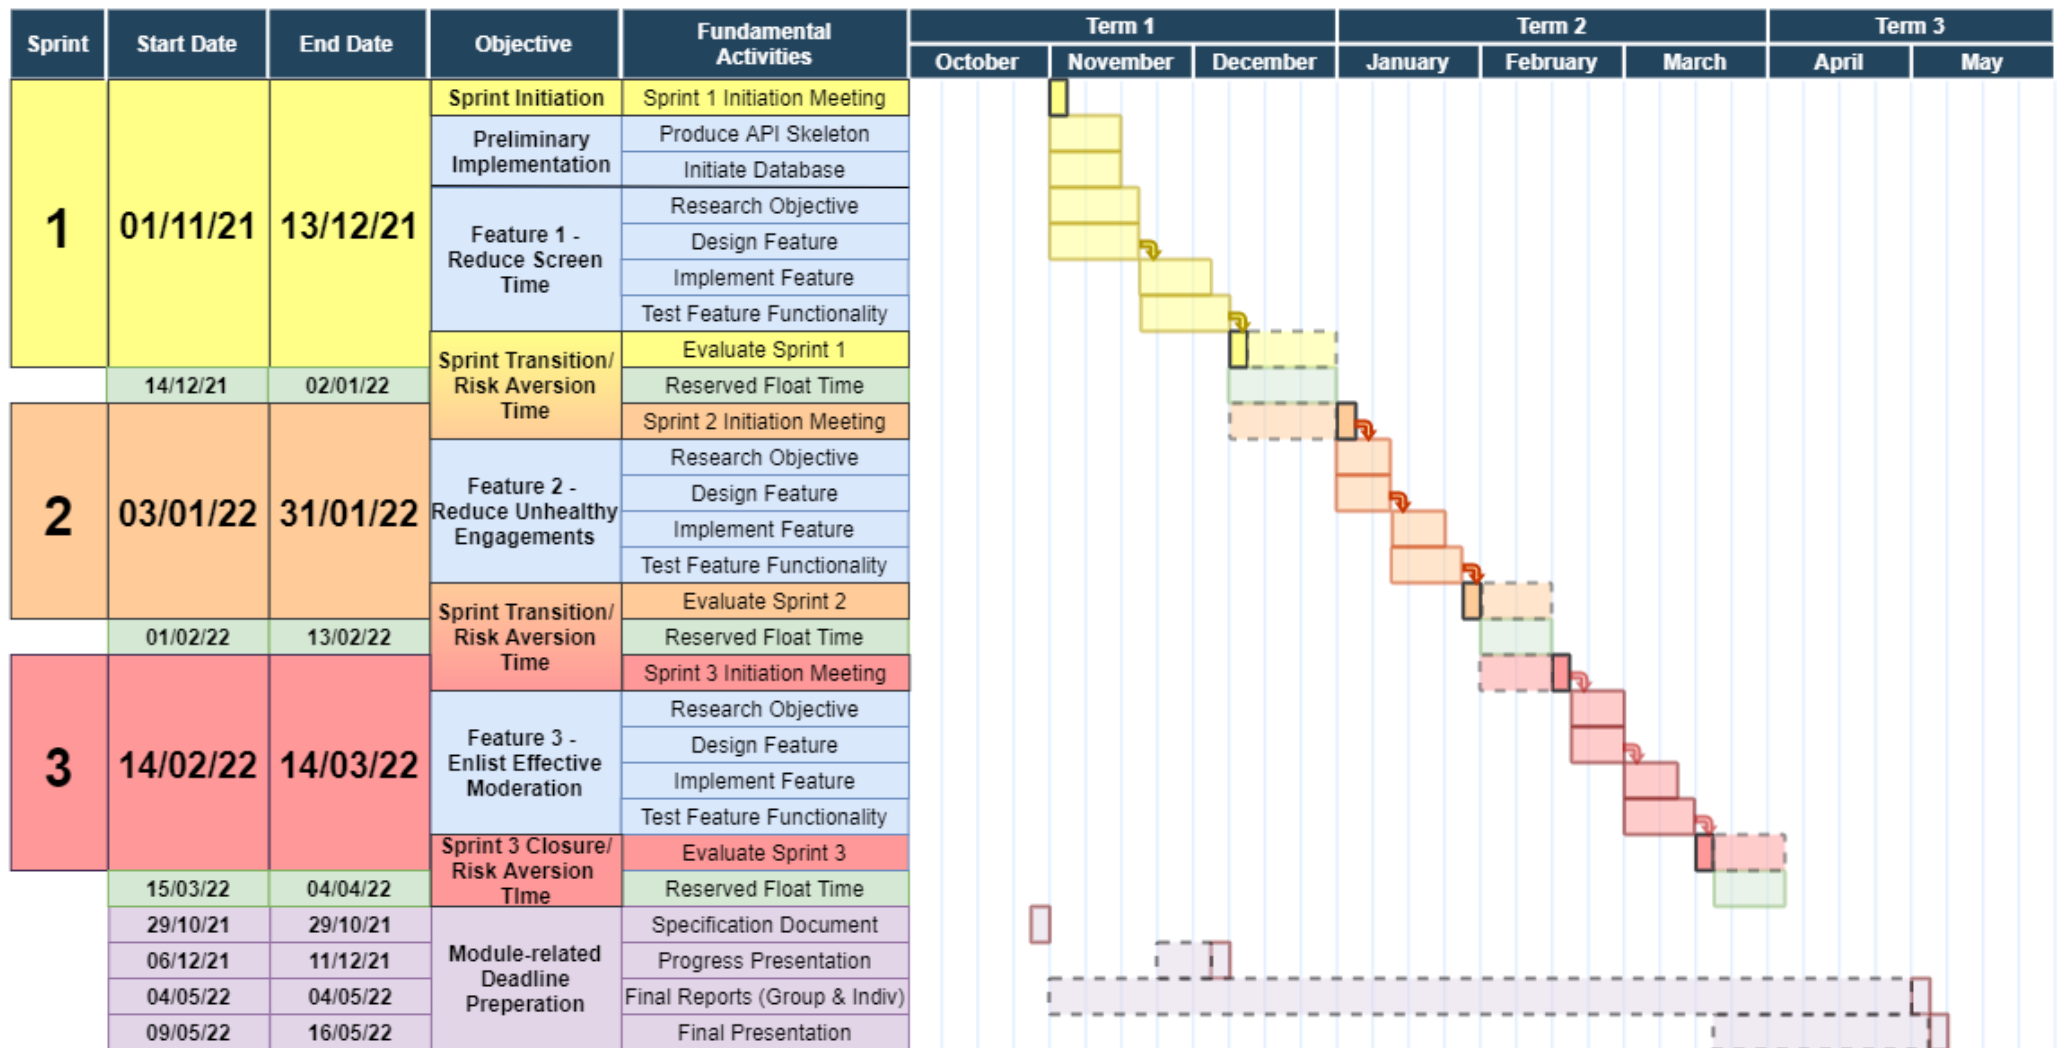 Sprint
Start Date
End Date
Objective
Fundamental
Activities
Term 1
Term 2
Term 3
October
November
December
January
February
March
April
May
1
01/11/21
13/12/21
Sprint Initiation
Sprint 1 Initiation Meeting
Preliminary
Implementation
Produce API Skeleton
Initiate Database
Feature 1 -
Reduce Screen
Time
Research Objective
Design Feature
Implement Feature
Test Feature Functionality
Sprint Transition/
Risk Aversion
Time
Evaluate Sprint 1
14/12/21
02/01/22
Reserved Float Time
2
03/01/22
31/01/22
Sprint 2 Initiation Meeting
Feature 2 -
Reduce Unhealthy
Engagements
Research Objective
Design Feature
Implement Feature
Test Feature Functionality
Sprint Transition/
Risk Aversion
Time
Evaluate Sprint 2
01/02/22
13/02/22
Reserved Float Time
3
14/02/22
14/03/22
Sprint 3 Initiation Meeting
Feature 3 -
Enlist Effective
Moderation
Research Objective
Design Feature
Implement Feature
Test Feature Functionality
Sprint 3 Closure/
Risk Aversion
TIme
Evaluate Sprint 3
15/03/22
04/04/22
Reserved Float Time
29/10/21
29/10/21
Module-related
Deadline
Preperation
Specification Document
06/12/21
11/12/21
Progress Presentation
04/05/22
04/05/22
Final Reports (Group & Indiv)
09/05/22
16/05/22
Final Presentation